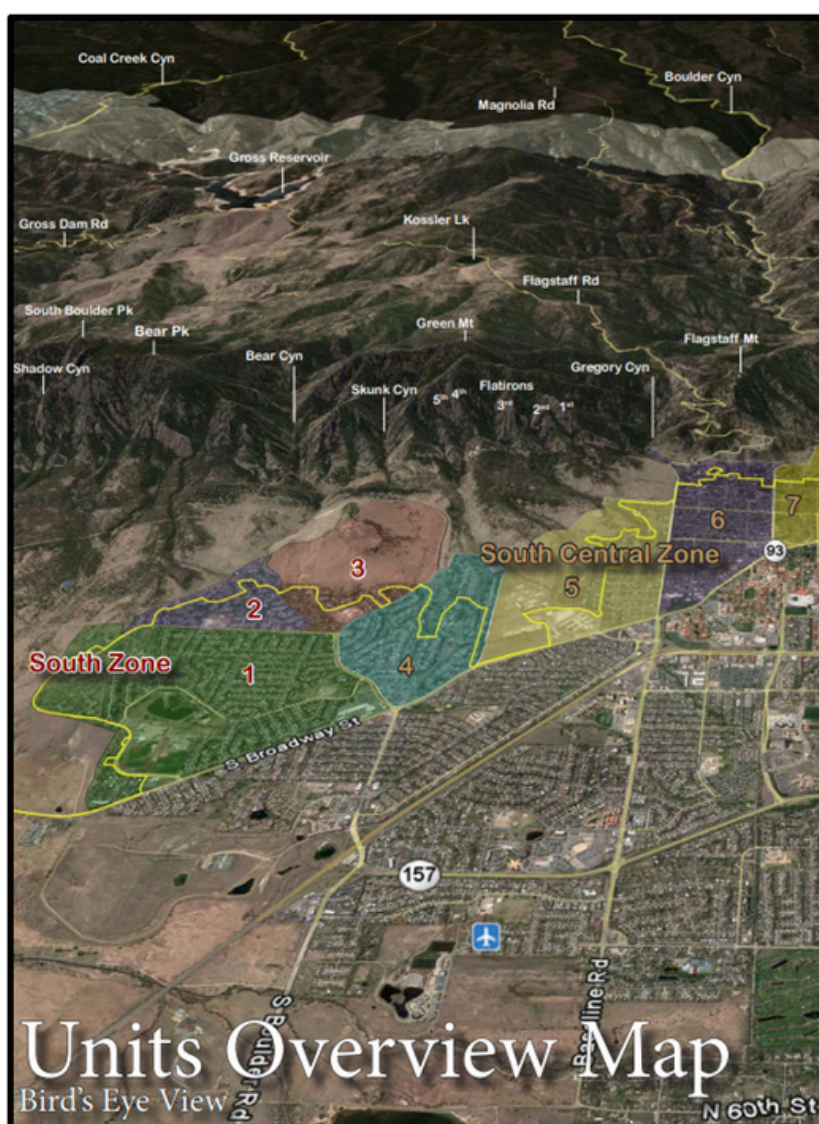 Coal Creek Cyn
Boulder Cyn
Magnolia Rd
Gross Reservoir
Kossler Lk
Gross Dam Rd
Flagstaff Rd
South Boulder Pk
Green Mt
Bear Pk
Flagstaff Mt
Bear Cyn
Shadow Cyn
Gregory Cyn
Skunk Cyn
Flatirons
5th 4th
3rd
2nd 1st
7
6
93
South Central Zone
3
5
2
South Zone
4
1
S Broadway St
157
S Boulder Rd
Baseline Rd
Units Overview Map
Bird's Eye View
N 60th St